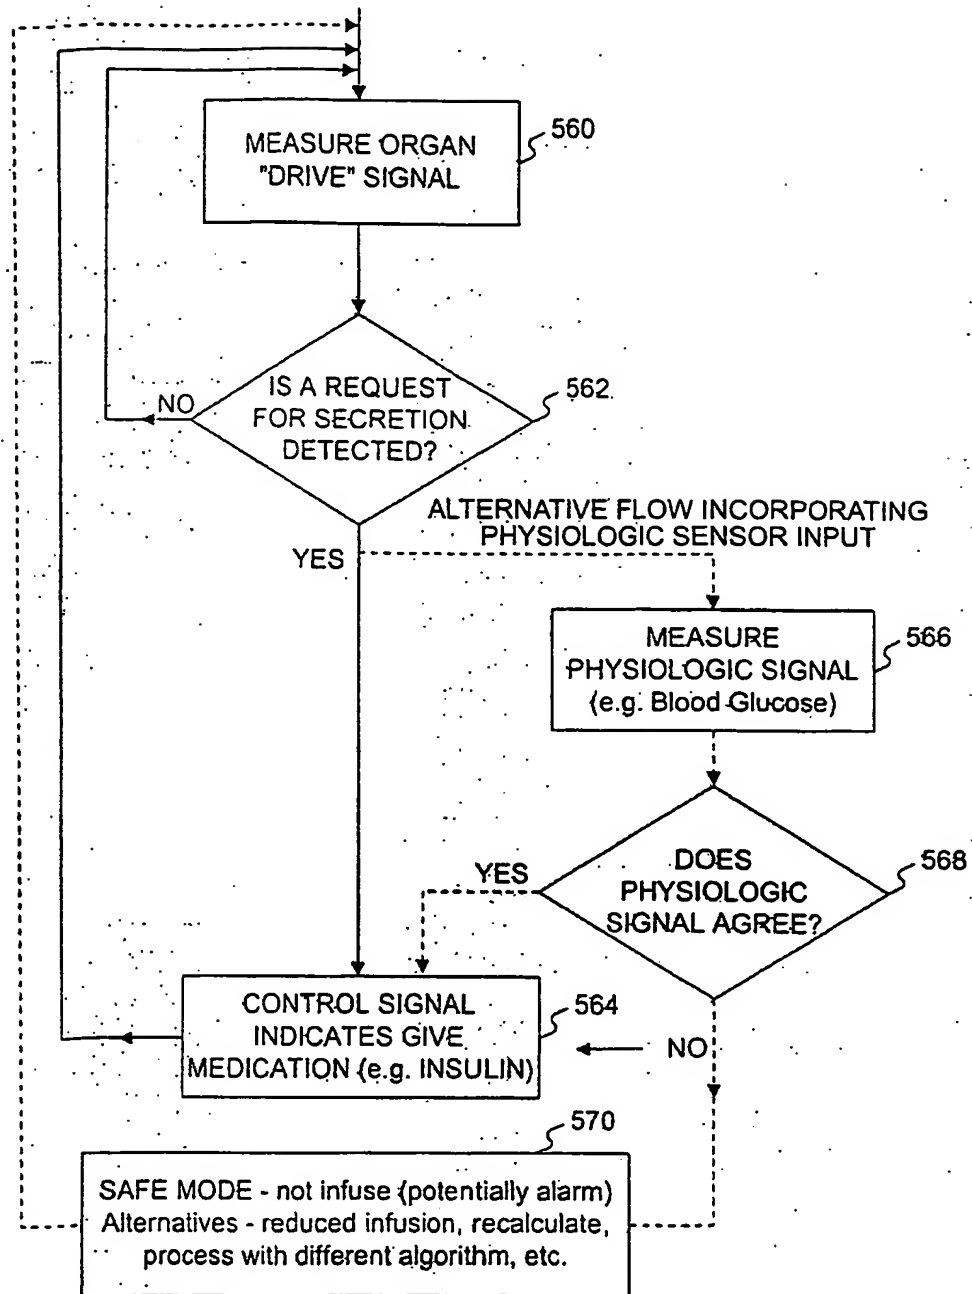 MEASURE ORGAN
"DRIVE" SIGNAL
560
IS A REQUEST
FOR SECRETION
DETECTED?
562
NO
ALTERNATIVE FLOW INCORPORATING
PHYSIOLOGIC SENSOR INPUT
YES
MEASURE
PHYSIOLOGIC SIGNAL
(e.g. Blood Glucose)
566
DOES
PHYSIOLOGIC
SIGNAL AGREE?
568
YES
CONTROL SIGNAL
INDICATES GIVE
MEDICATION (e.g. INSULIN)
564
NO
570
SAFE MODE - not infuse (potentially alarm)
Alternatives - reduced infusion, recalculate,
process with different algorithm, etc.